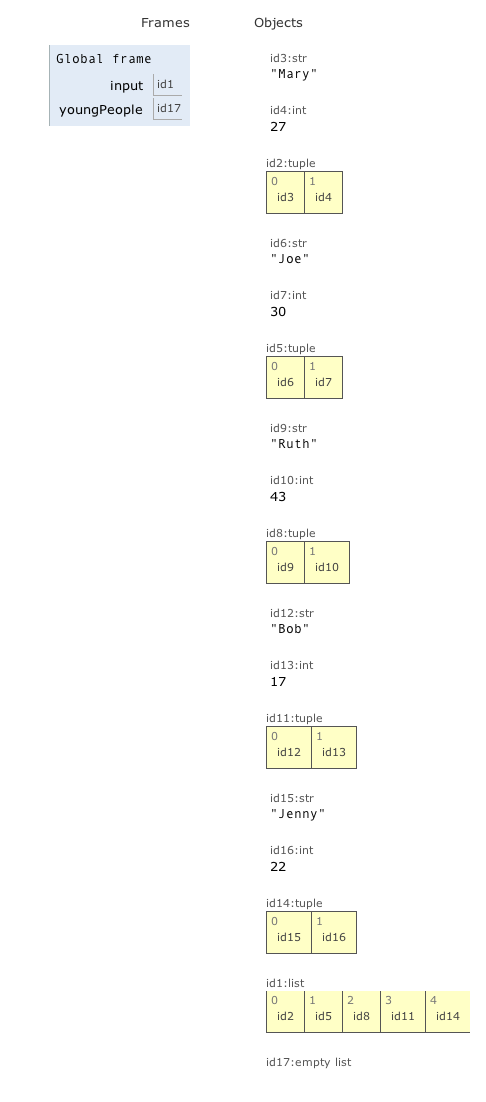 Frames Objects
Global frame
input id1
youngPeople id17
id3:str
"Mary"
id4:int
27
id2:tuple
0 1
id3 id4
id6:str
"Joe"
id7:int
30
id5:tuple
0 1
id6 id7
id9:str
"Ruth"
id10:int
43
id8:tuple
0 1
id9 id10
id12:str
"Bob"
id13:int
17
id11:tuple
0 1
id12 id13
id15:str
"Jenny"
id16:int
22
id14:tuple
0 1
id15 id16
id1:list
0 1 2 3 4
id2 id5 id8 id11 id14
id17:empty list